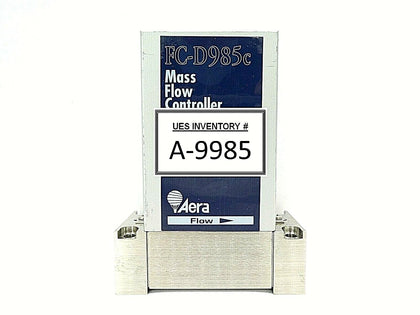 FC-D985c
Mass
Flow
Controller
UES INVENTORY #
A-9985
Aera
Flow